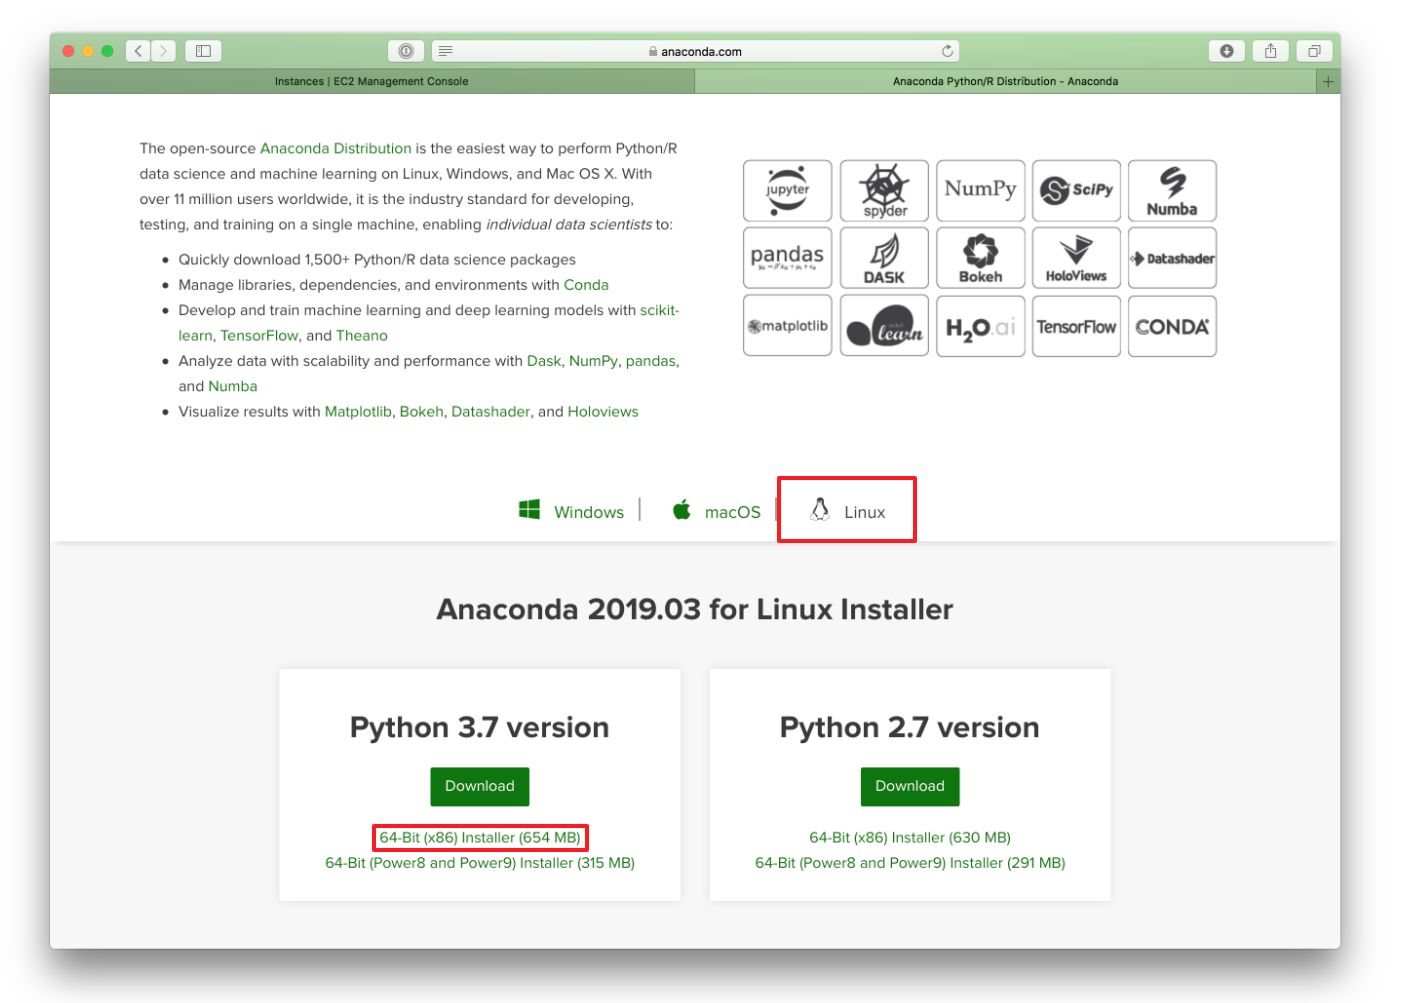 anaconda.com
Instances | EC2 Management Console
Anaconda Python/R Distribution - Anaconda
The open-source Anaconda Distribution is the easiest way to perform Python/R
data science and machine learning on Linux, Windows, and Mac OS X. With
over 11 million users worldwide, it is the industry standard for developing,
testing, and training on a single machine, enabling individual data scientists to:
• Quickly download 1,500+ Python/R data science packages
• Manage libraries, dependencies, and environments with Conda
• Develop and train machine learning and deep learning models with scikit-
learn, TensorFlow, and Theano
• Analyze data with scalability and performance with Dask, NumPy, pandas,
and Numba
• Visualize results with Matplotlib, Bokeh, Datashader, and Holoviews
jupyter
spyder
NumPy
SciPy
Numba
pandas
DASK
Bokeh
HoloViews
Datashader
matplotlib
scikit
learn
H2O.ai
TensorFlow
CONDA
Windows
macOS
Linux
Anaconda 2019.03 for Linux Installer
Python 3.7 version
Download
64-Bit (x86) Installer (654 MB)
64-Bit (Power8 and Power9) Installer (315 MB)
Python 2.7 version
Download
64-Bit (x86) Installer (630 MB)
64-Bit (Power8 and Power9) Installer (291 MB)